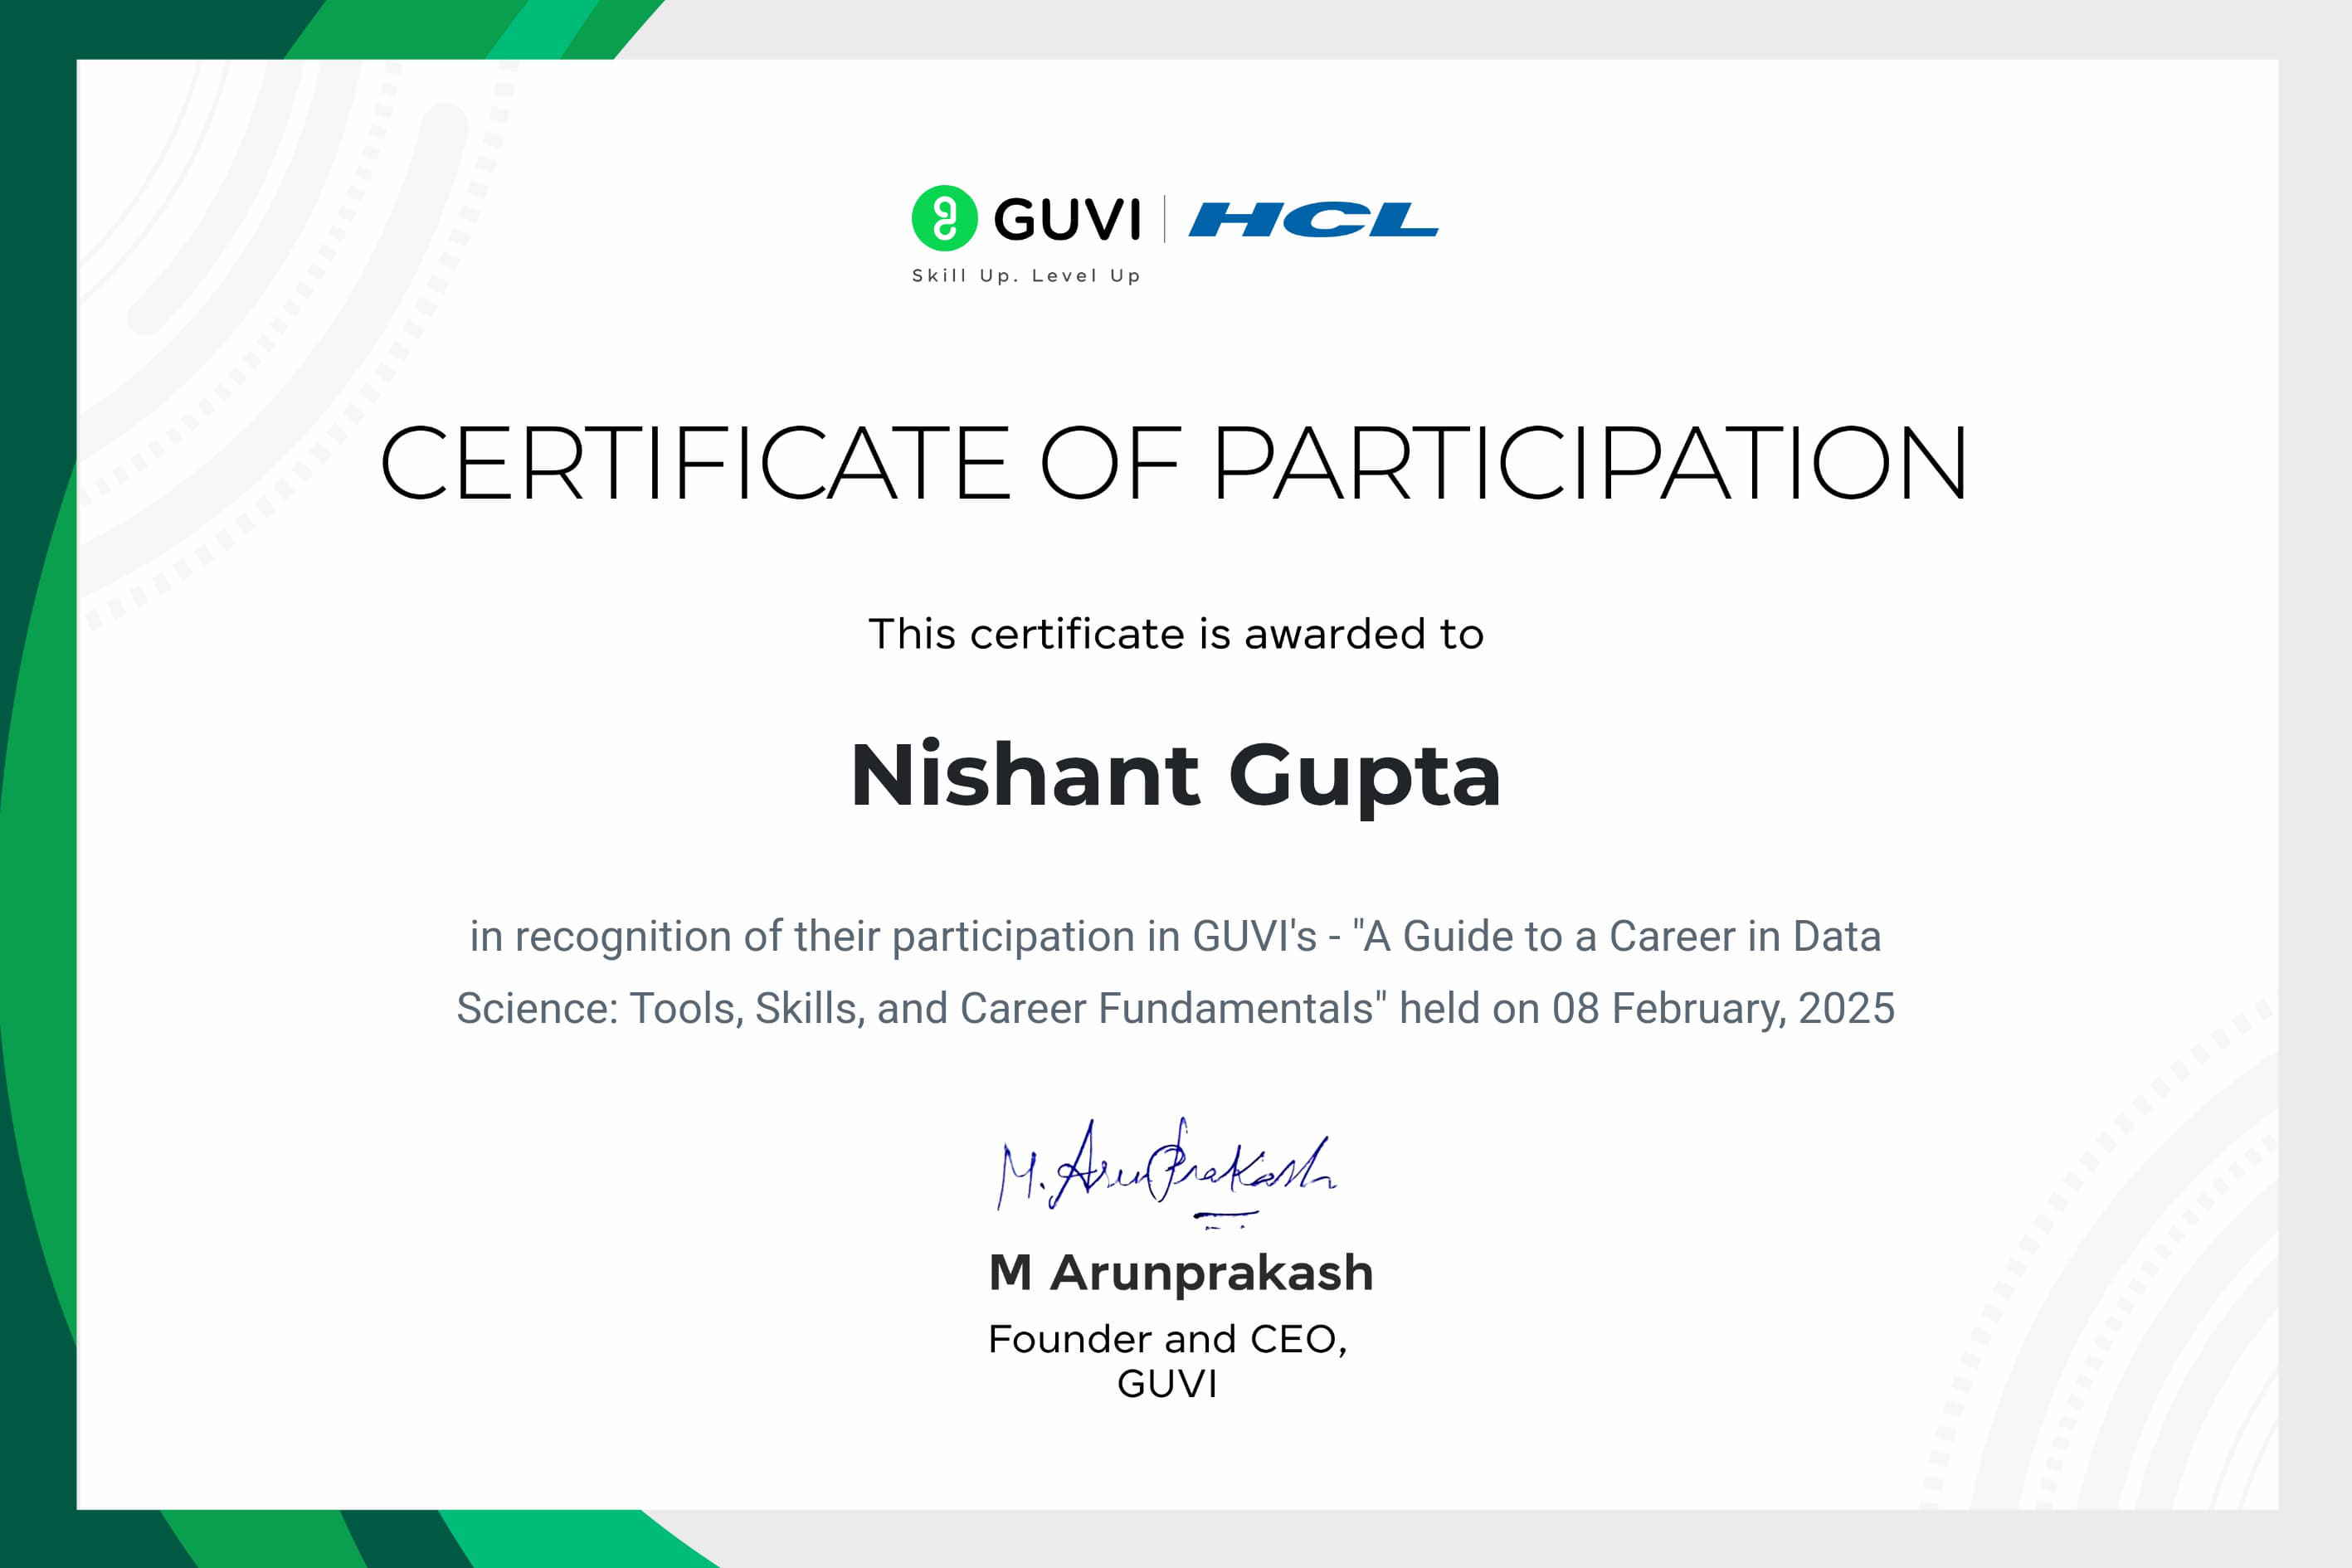 GUVI HCL
Skill Up. Level Up
CERTIFICATE OF PARTICIPATION
This certificate is awarded to
Nishant Gupta
in recognition of their participation in GUVI's - "A Guide to a Career in Data
Science: Tools, Skills, and Career Fundamentals" held on 08 February, 2025
M. ArunPrakash
M Arunprakash
Founder and CEO,
GUVI